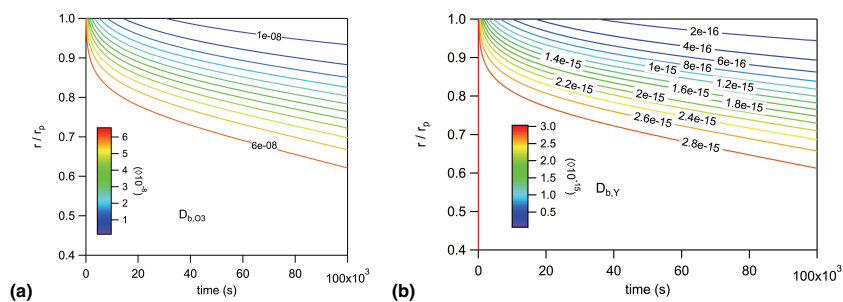 1.0
0.9
0.8
0.7
0.6
0.5
0.4
r / rp
1e-08
6e-08
6
5
4
3
2
1
(◊10^-8)
Db,O3
0
20
40
60
80
100x10^3
time (s)
(a)
1.0
0.9
0.8
0.7
0.6
0.5
0.4
r / rp
2e-16
4e-16
6e-16
8e-16
1e-15
1.2e-15
1.4e-15
1.6e-15
1.8e-15
2e-15
2.2e-15
2.4e-15
2.6e-15
2.8e-15
3.0
2.5
2.0
1.5
1.0
0.5
(◊10^-15)
Db,Y
0
20
40
60
80
100x10^3
time (s)
(b)